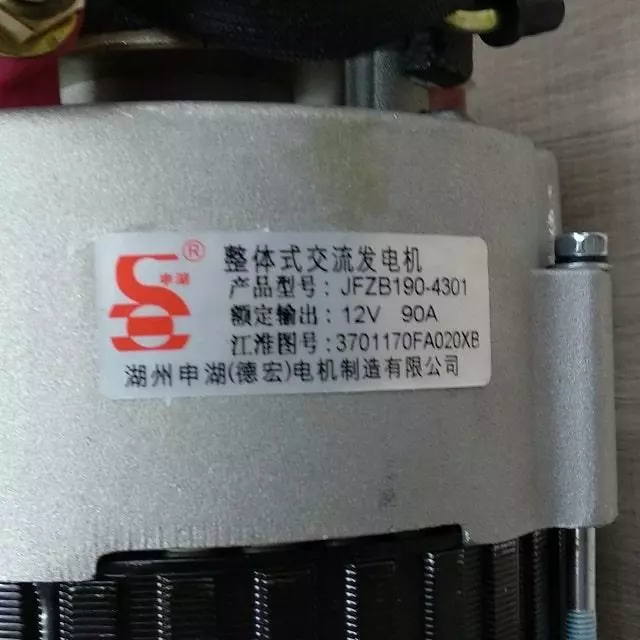 申湖 ®
整体式交流发电机
产品型号: JFZB190-4301
额定输出: 12V 90A
江淮图号: 3701170FA020XB
湖州申湖(德宏)电机制造有限公司